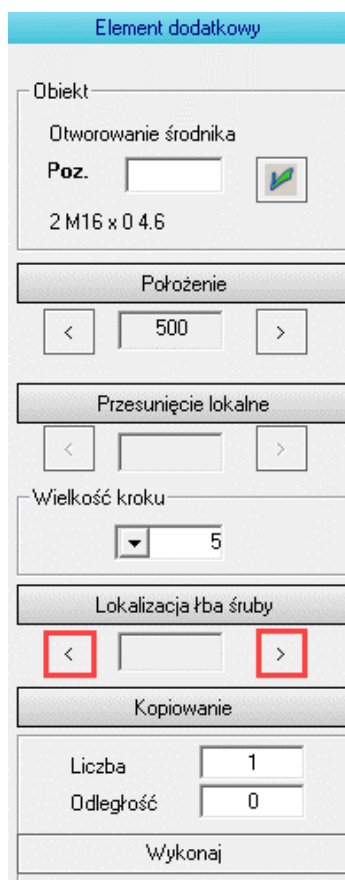 Element dodatkowy
Obiekt
Otworowanie środnika
Poz.
2 M16 x 0 4.6
Położenie
< 500 >
Przesunięcie lokalne
< >
Wielkość kroku
5
Lokalizacja łba śruby
< >
Kopiowanie
Liczba 1
Odległość 0
Wykonaj